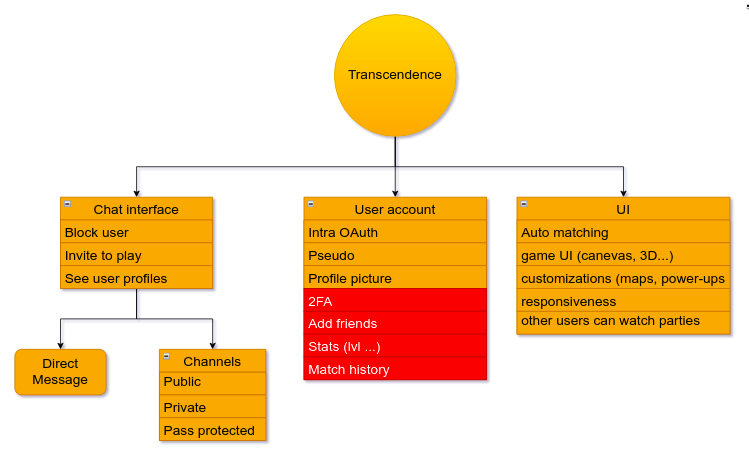 Transcendence
Chat interface
Block user
Invite to play
See user profiles
User account
Intra OAuth
Pseudo
Profile picture
2FA
Add friends
Stats (lvl ...)
Match history
UI
Auto matching
game UI (canevas, 3D...)
customizations (maps, power-ups
responsiveness
other users can watch parties
Direct
Message
Channels
Public
Private
Pass protected